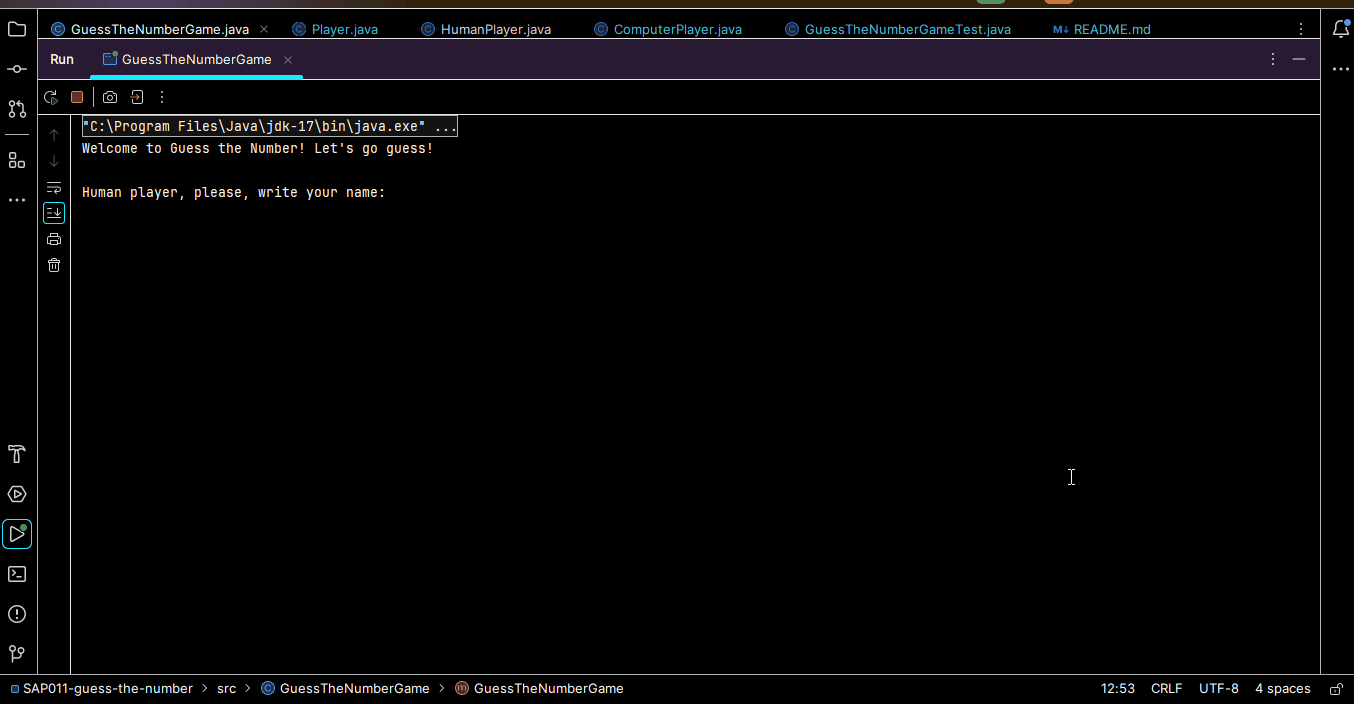 GuessTheNumberGame.java Player.java HumanPlayer.java ComputerPlayer.java GuessTheNumberGameTest.java M↓ README.md
Run GuessTheNumberGame
"C:\Program Files\Java\jdk-17\bin\java.exe" ...
Welcome to Guess the Number! Let's go guess!
Human player, please, write your name:
SAP011-guess-the-number > src > GuessTheNumberGame > GuessTheNumberGame 12:53 CRLF UTF-8 4 spaces